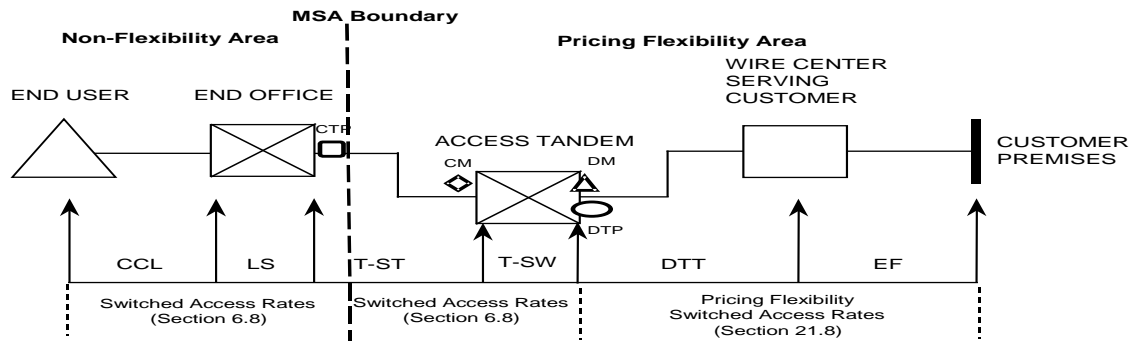 MSA Boundary
Non-Flexibility Area
Pricing Flexibility Area
WIRE CENTER
SERVING
CUSTOMER
END USER
END OFFICE
CTP
ACCESS TANDEM
CM
DM
CUSTOMER
PREMISES
DTP
CCL
LS
T-ST
T-SW
DTT
EF
Switched Access Rates
(Section 6.8)
Switched Access Rates
(Section 6.8)
Pricing Flexibility
Switched Access Rates
(Section 21.8)